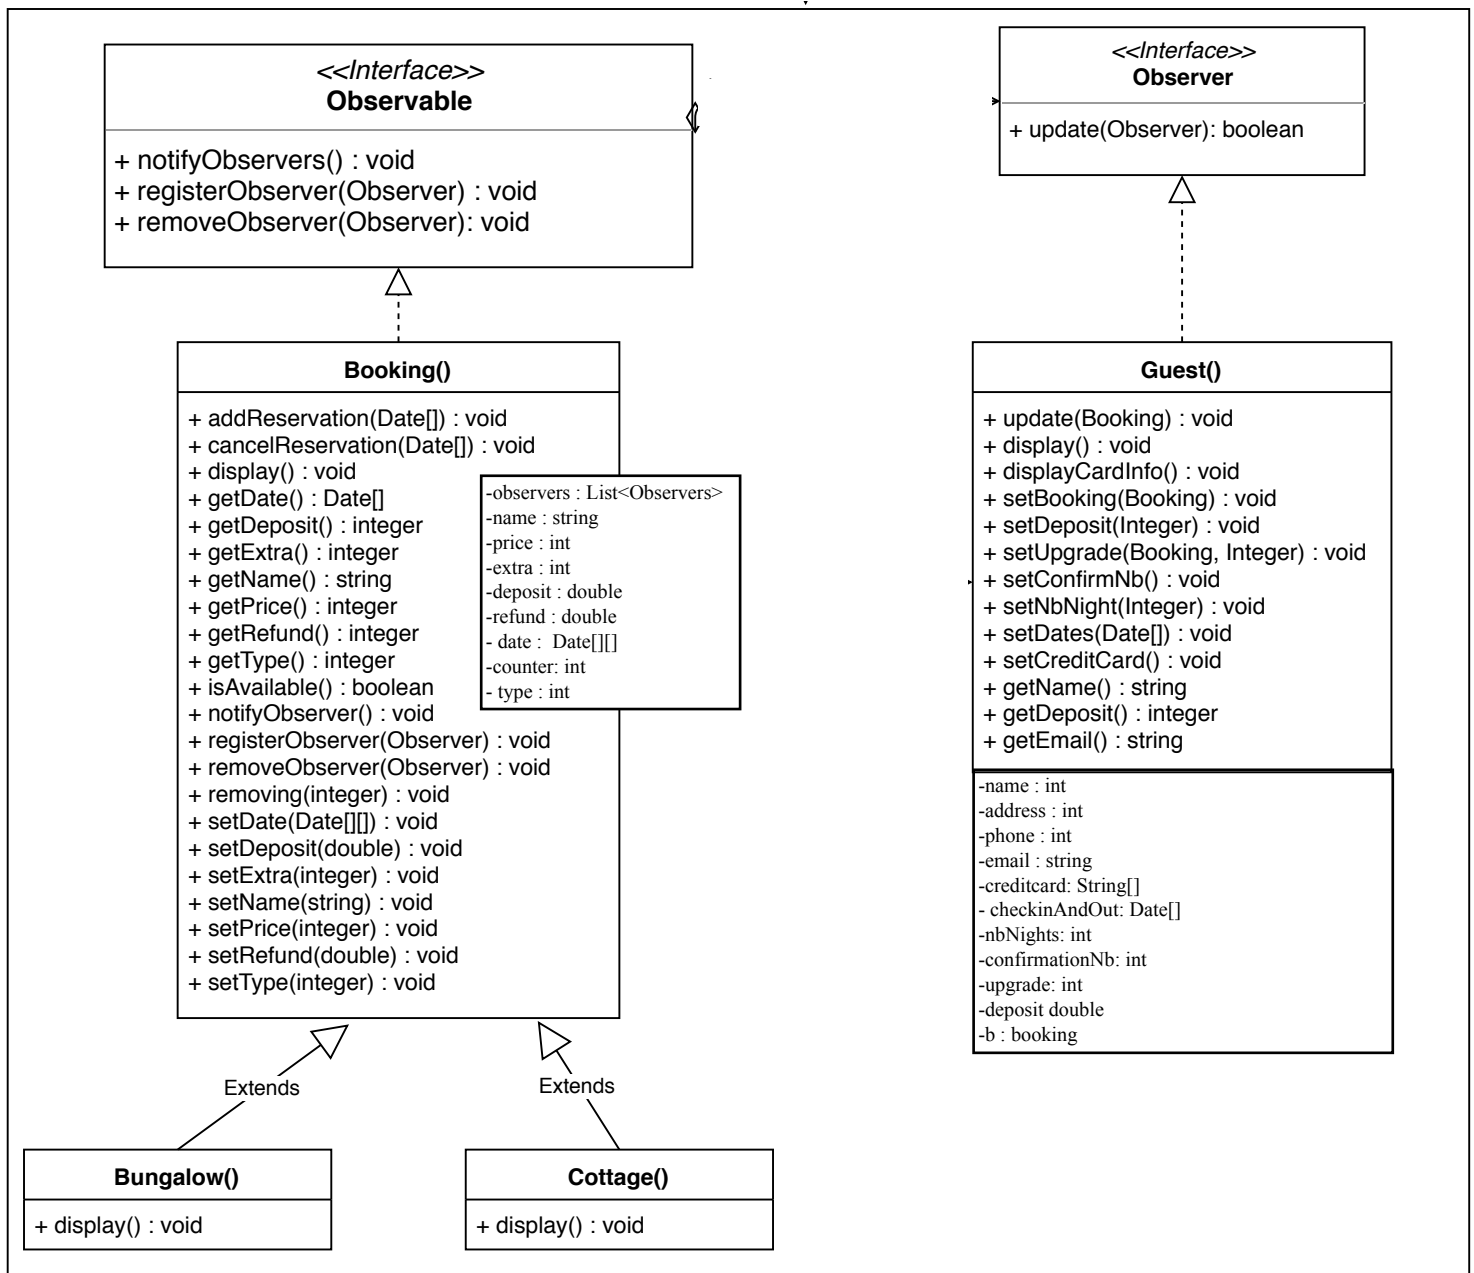 <<Interface>>
Observable
+ notifyObservers() : void
+ registerObserver(Observer) : void
+ removeObserver(Observer): void
<<Interface>>
Observer
+ update(Observer): boolean
Booking()
+ addReservation(Date[]) : void
+ cancelReservation(Date[]) : void
+ display() : void
+ getDate() : Date[]
+ getDeposit() : integer
+ getExtra() : integer
+ getName() : string
+ getPrice() : integer
+ getRefund() : integer
+ getType() : integer
+ isAvailable() : boolean
+ notifyObserver() : void
+ registerObserver(Observer) : void
+ removeObserver(Observer) : void
+ removing(integer) : void
+ setDate(Date[][]) : void
+ setDeposit(double) : void
+ setExtra(integer) : void
+ setName(string) : void
+ setPrice(integer) : void
+ setRefund(double) : void
+ setType(integer) : void
-observers : List<Observers>
-name : string
-price : int
-extra : int
-deposit : double
-refund : double
- date :  Date[][]
-counter: int
- type : int
Guest()
+ update(Booking) : void
+ display() : void
+ displayCardInfo() : void
+ setBooking(Booking) : void
+ setDeposit(Integer) : void
+ setUpgrade(Booking, Integer) : void
+ setConfirmNb() : void
+ setNbNight(Integer) : void
+ setDates(Date[]) : void
+ setCreditCard() : void
+ getName() : string
+ getDeposit() : integer
+ getEmail() : string
-name : int
-address : int
-phone : int
-email : string
-creditcard: String[]
- checkinAndOut: Date[]
-nbNights: int
-confirmationNb: int
-upgrade: int
-deposit double
-b : booking
Extends
Extends
Bungalow()
+ display() : void
Cottage()
+ display() : void